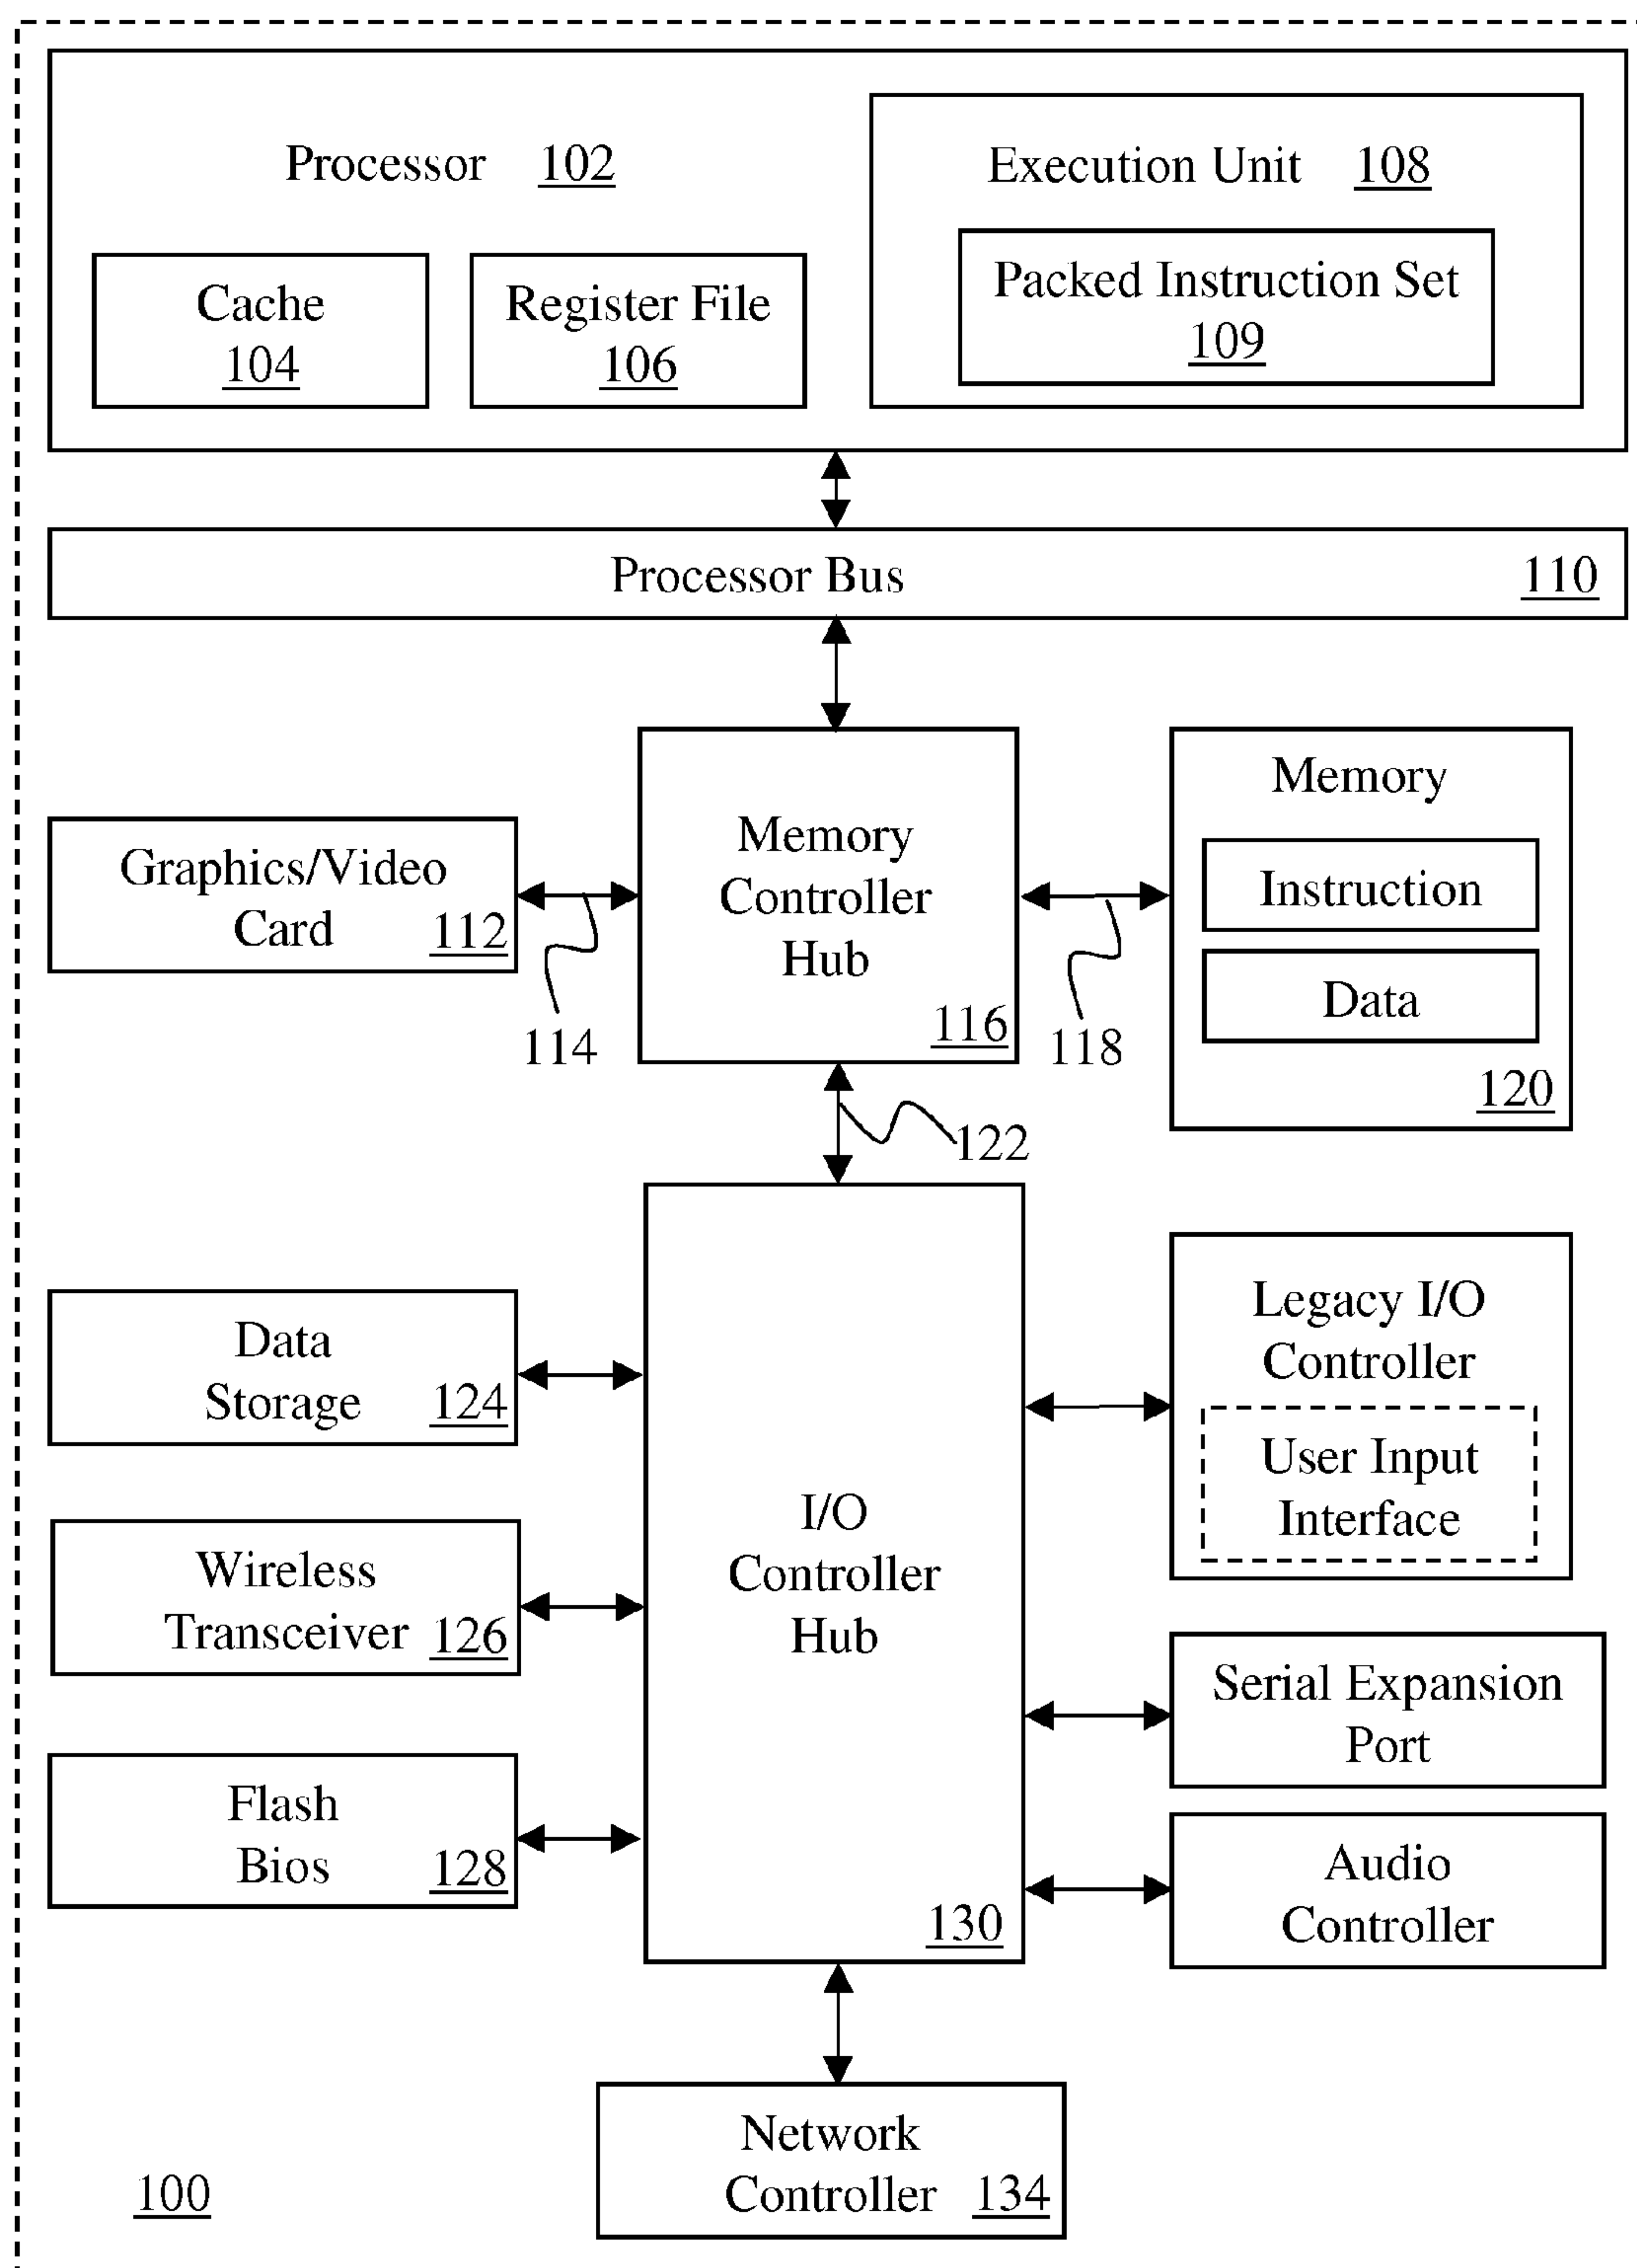 Processor 102
Execution Unit 108
Packed Instruction Set
109
Cache
104
Register File
106
Processor Bus 110
Memory
Controller
Hub
116
Graphics/Video
Card 112
114
118
Memory
Instruction
Data
120
122
I/O
Controller
Hub
130
Data
Storage 124
Wireless
Transceiver 126
Flash
Bios 128
Legacy I/O
Controller
User Input
Interface
Serial Expansion
Port
Audio
Controller
Network
Controller 134
100